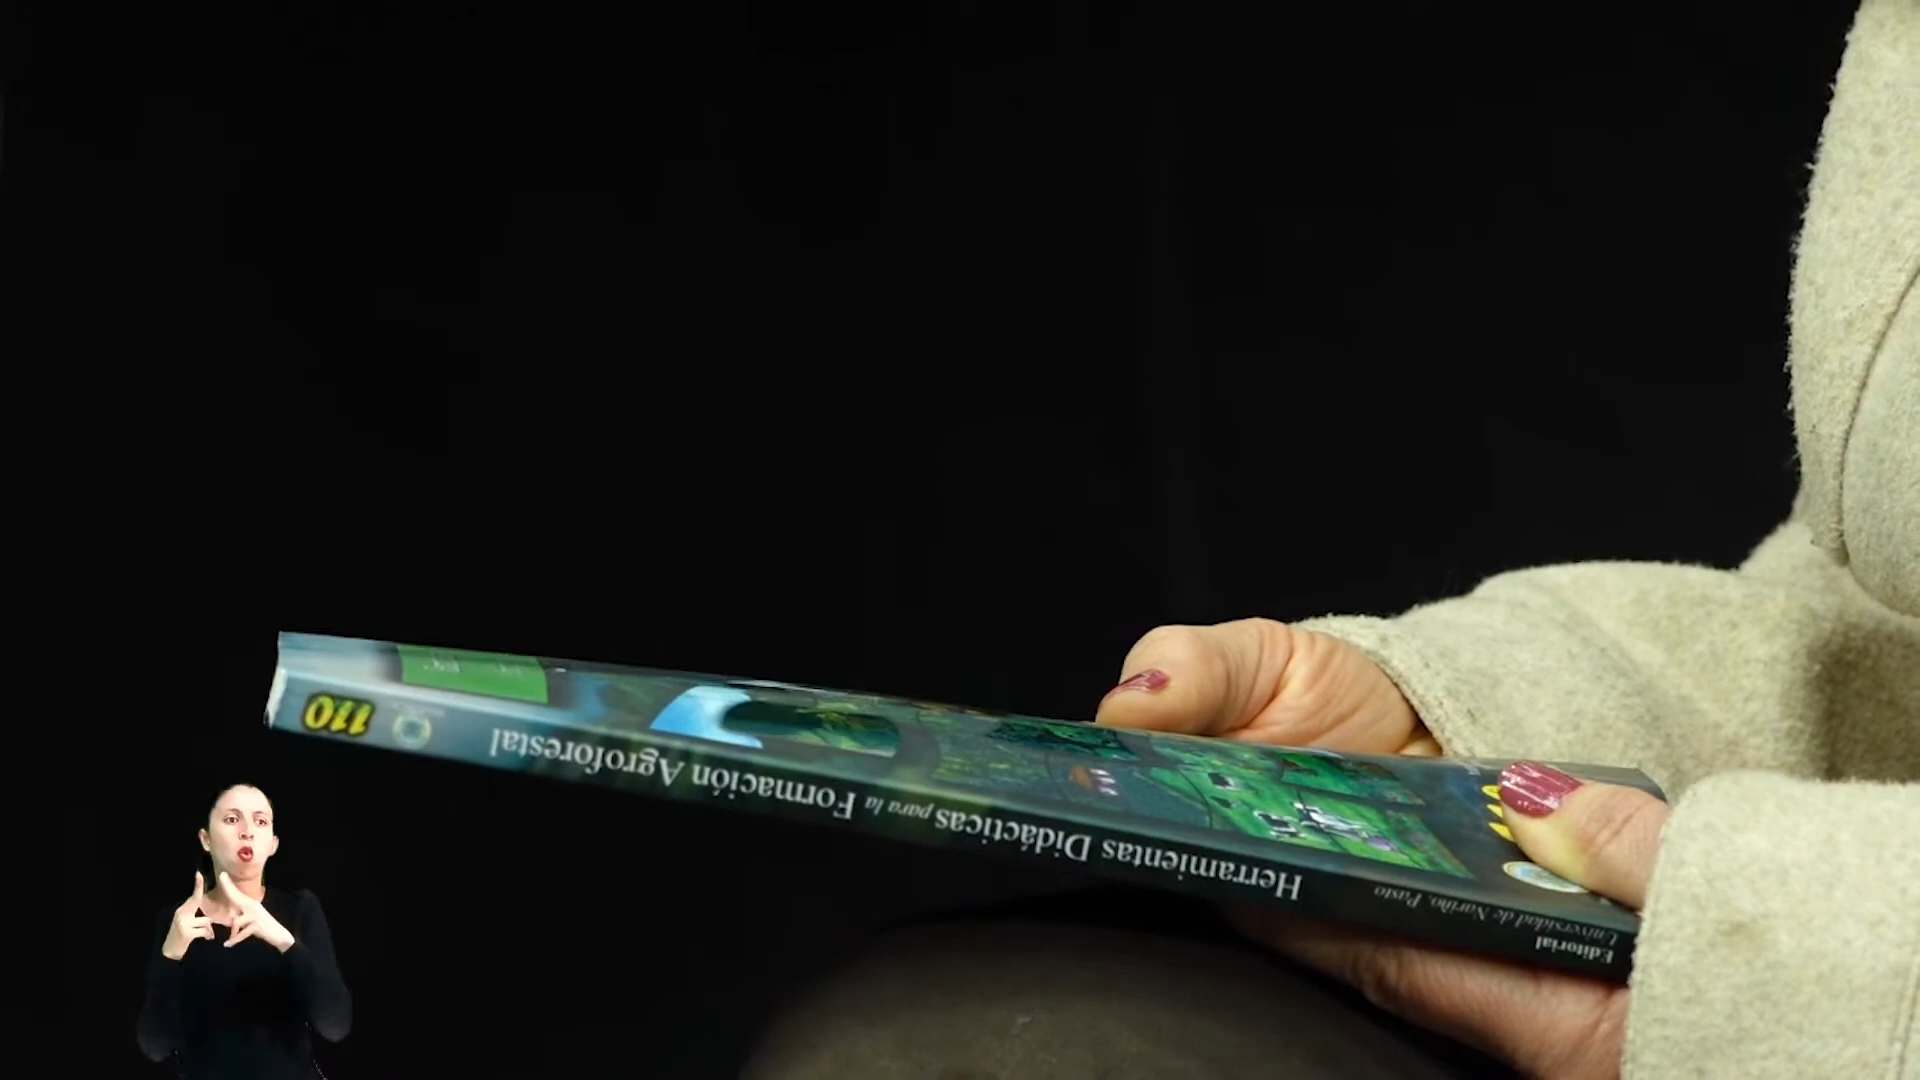 Editorial
Universidad de Nariño, Pasto
Herramientas Didácticas para la Formación Agroforestal
110